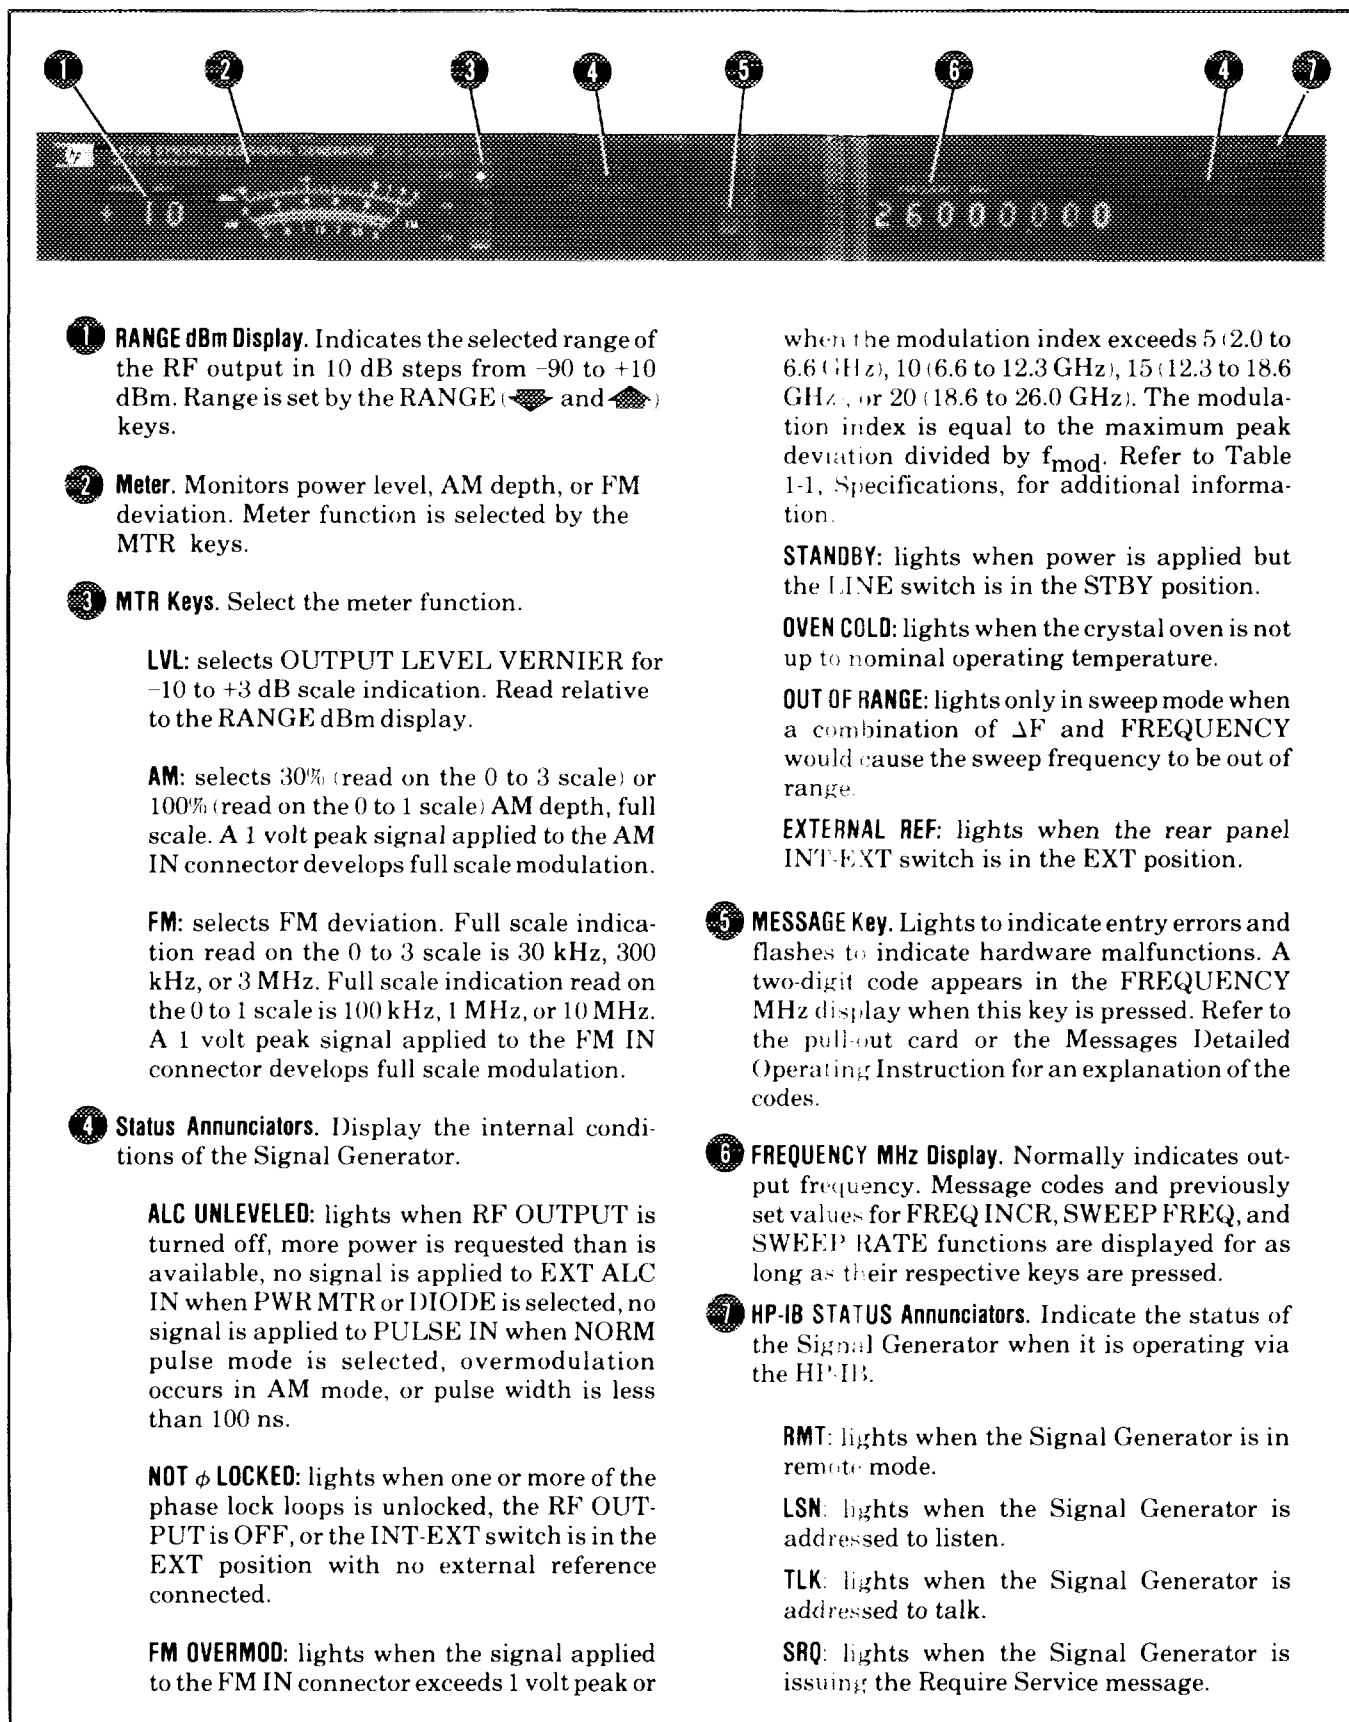 1 2 3 4 5 6 4 7
hp
+ 10
26000000
1 RANGE dBm Display. Indicates the selected range of
the RF output in 10 dB steps from -90 to +10
dBm. Range is set by the RANGE ( and )
keys.
2 Meter. Monitors power level, AM depth, or FM
deviation. Meter function is selected by the
MTR keys.
3 MTR Keys. Select the meter function.
LVL: selects OUTPUT LEVEL VERNIER for
-10 to +3 dB scale indication. Read relative
to the RANGE dBm display.
AM: selects 30% (read on the 0 to 3 scale) or
100% (read on the 0 to 1 scale) AM depth, full
scale. A 1 volt peak signal applied to the AM
IN connector develops full scale modulation.
FM: selects FM deviation. Full scale indica-
tion read on the 0 to 3 scale is 30 kHz, 300
kHz, or 3 MHz. Full scale indication read on
the 0 to 1 scale is 100 kHz, 1 MHz, or 10 MHz.
A 1 volt peak signal applied to the FM IN
connector develops full scale modulation.
4 Status Annunciators. Display the internal condi-
tions of the Signal Generator.
ALC UNLEVELED: lights when RF OUTPUT is
turned off, more power is requested than is
available, no signal is applied to EXT ALC
IN when PWR MTR or DIODE is selected, no
signal is applied to PULSE IN when NORM
pulse mode is selected, overmodulation
occurs in AM mode, or pulse width is less
than 100 ns.
NOT ϕ LOCKED: lights when one or more of the
phase lock loops is unlocked, the RF OUT-
PUT is OFF, or the INT-EXT switch is in the
EXT position with no external reference
connected.
FM OVERMOD: lights when the signal applied
to the FM IN connector exceeds 1 volt peak or
when the modulation index exceeds 5 (2.0 to
6.6 GHz), 10 (6.6 to 12.3 GHz), 15 (12.3 to 18.6
GHz), or 20 (18.6 to 26.0 GHz). The modula-
tion index is equal to the maximum peak
deviation divided by fmod. Refer to Table
1-1, Specifications, for additional informa-
tion.
STANDBY: lights when power is applied but
the LINE switch is in the STBY position.
OVEN COLD: lights when the crystal oven is not
up to nominal operating temperature.
OUT OF RANGE: lights only in sweep mode when
a combination of ΔF and FREQUENCY
would cause the sweep frequency to be out of
range.
EXTERNAL REF: lights when the rear panel
INT-EXT switch is in the EXT position.
5 MESSAGE Key. Lights to indicate entry errors and
flashes to indicate hardware malfunctions. A
two-digit code appears in the FREQUENCY
MHz display when this key is pressed. Refer to
the pull-out card or the Messages Detailed
Operating Instruction for an explanation of the
codes.
6 FREQUENCY MHz Display. Normally indicates out-
put frequency. Message codes and previously
set values for FREQ INCR, SWEEP FREQ, and
SWEEP RATE functions are displayed for as
long as their respective keys are pressed.
7 HP-IB STATUS Annunciators. Indicate the status of
the Signal Generator when it is operating via
the HP-IB.
RMT: lights when the Signal Generator is in
remote mode.
LSN: lights when the Signal Generator is
addressed to listen.
TLK: lights when the Signal Generator is
addressed to talk.
SRQ: lights when the Signal Generator is
issuing the Require Service message.